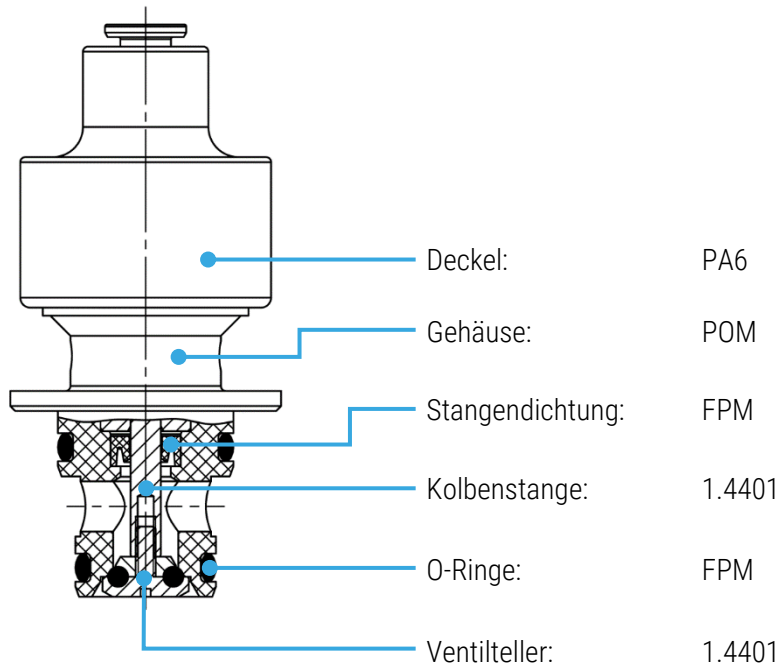 Deckel: PA6
Gehäuse: POM
Stangendichtung: FPM
Kolbenstange: 1.4401
O-Ringe: FPM
Ventilteller: 1.4401